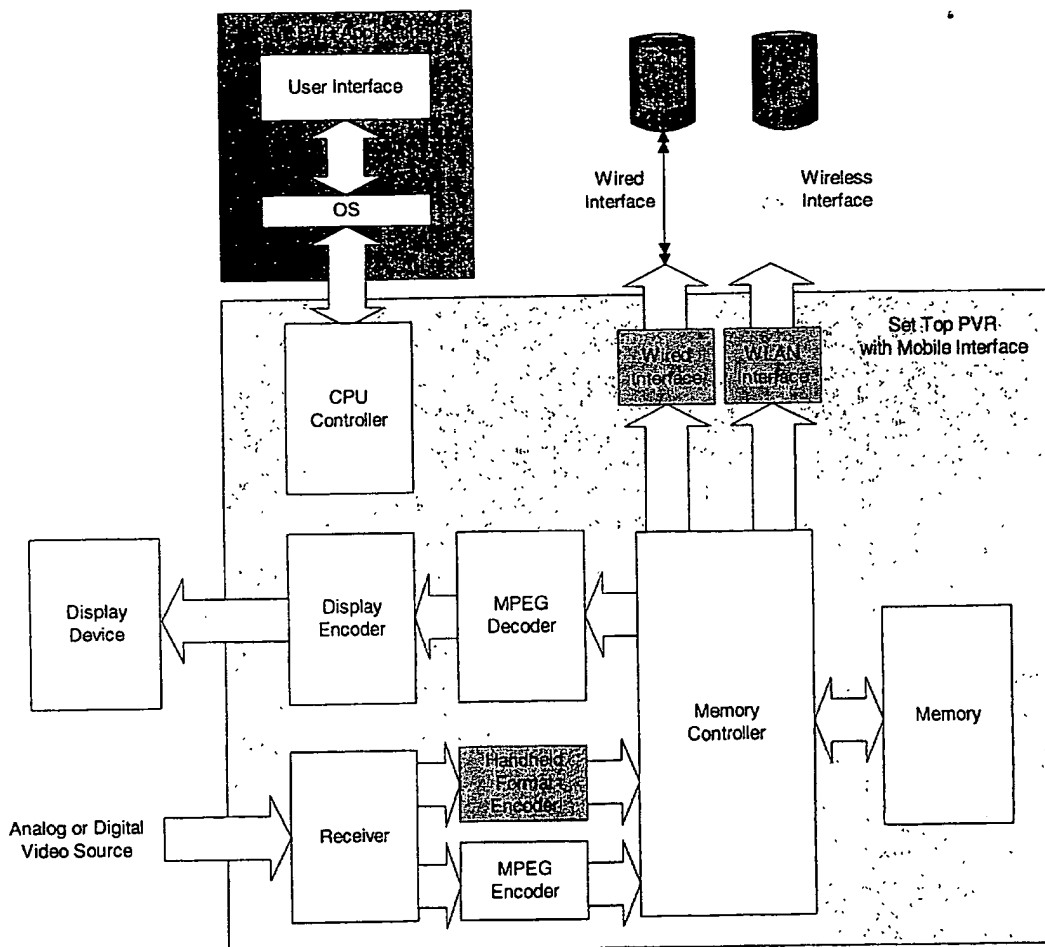 PVR Application
User Interface
OS
Wired
Interface
Wireless
Interface
Set Top PVR
with Mobile Interface
Wired
Interface
WLAN
Interface
CPU
Controller
Display
Device
Display
Encoder
MPEG
Decoder
Memory
Controller
Memory
Handheld
Format
Encoder
Analog or Digital
Video Source
Receiver
MPEG
Encoder